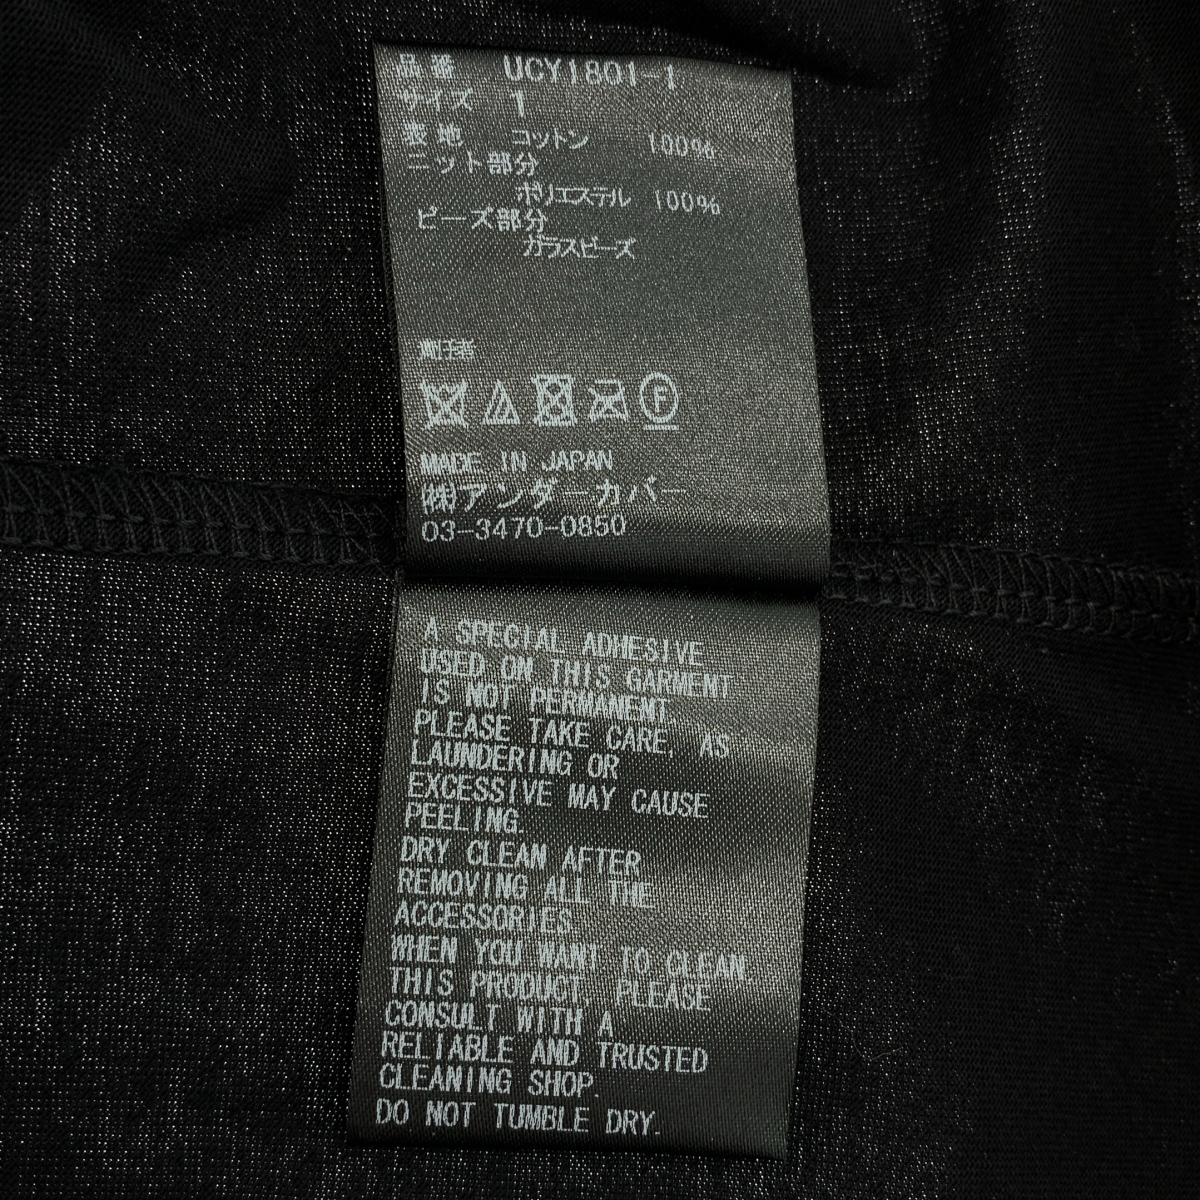 品番 UCY1801-1
サイズ 1
表地 コットン 100%
ニット部分
ポリエステル 100%
ビーズ部分
ガラスビーズ
MADE IN JAPAN
(株)アンダーカバー
03-3470-0850
A SPECIAL ADHESIVE
USED ON THIS GARMENT
IS NOT PERMANENT.
PLEASE TAKE CARE, AS
LAUNDERING OR
EXCESSIVE MAY CAUSE
PEELING.
DRY CLEAN AFTER
REMOVING ALL THE
ACCESSORIES.
WHEN YOU WANT TO CLEAN
THIS PRODUCT, PLEASE
CONSULT WITH A
RELIABLE AND TRUSTED
CLEANING SHOP.
DO NOT TUMBLE DRY.